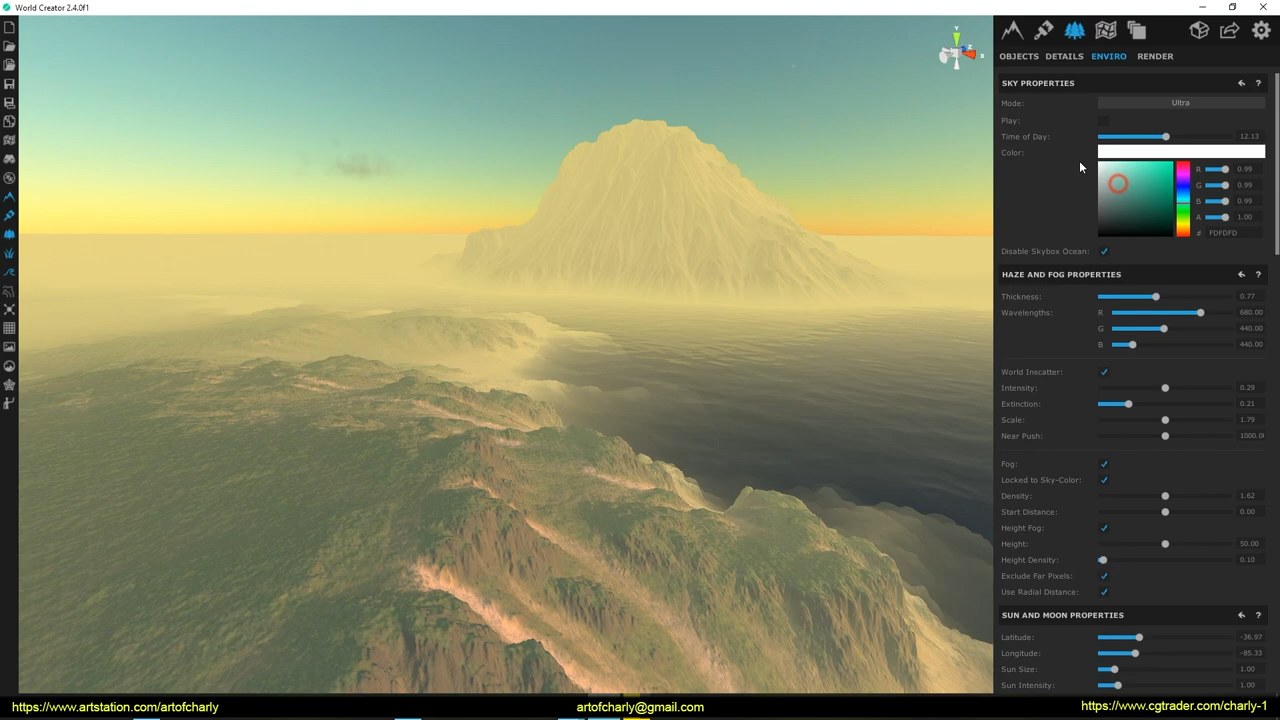 World Creator 2.4.0f1
Y
Z
X
OBJECTS DETAILS ENVIRO RENDER
SKY PROPERTIES ?
Mode: Ultra
Play:
Time of Day: 12.13
Color:
R 0.99
G 0.99
B 0.99
A 1.00
# FDFDFD
Disable Skybox Ocean:
HAZE AND FOG PROPERTIES ?
Thickness: 0.77
Wavelengths: R 680.00
G 440.00
B 440.00
World Inscatter:
Intensity: 0.29
Extinction: 0.21
Scale: 1.79
Near Push: 1000.0
Fog:
Locked to Sky-Color:
Density: 1.62
Start Distance: 0.00
Height Fog:
Height: 50.00
Height Density: 0.10
Exclude Far Pixels:
Use Radial Distance:
SUN AND MOON PROPERTIES ?
Latitude: -36.97
Longitude: -85.33
Sun Size: 1.00
Sun Intensity: 1.00
https://www.artstation.com/artofcharly artofcharly@gmail.com https://www.cgtrader.com/charly-1